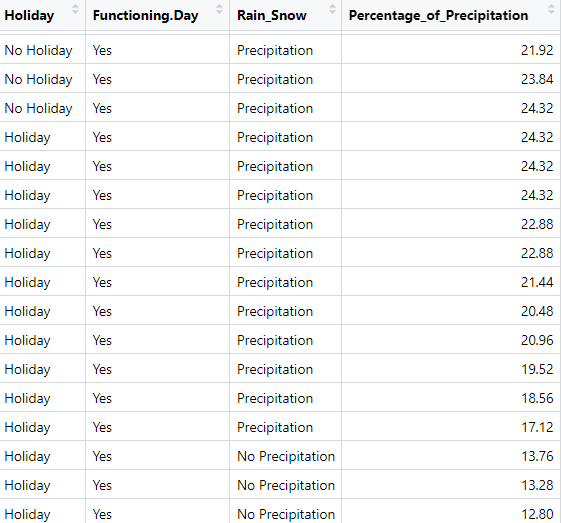 Holiday Functioning.Day Rain_Snow Percentage_of_Precipitation
No Holiday Yes Precipitation 21.92
No Holiday Yes Precipitation 23.84
No Holiday Yes Precipitation 24.32
Holiday Yes Precipitation 24.32
Holiday Yes Precipitation 24.32
Holiday Yes Precipitation 24.32
Holiday Yes Precipitation 22.88
Holiday Yes Precipitation 22.88
Holiday Yes Precipitation 21.44
Holiday Yes Precipitation 20.48
Holiday Yes Precipitation 20.96
Holiday Yes Precipitation 19.52
Holiday Yes Precipitation 18.56
Holiday Yes Precipitation 17.12
Holiday Yes No Precipitation 13.76
Holiday Yes No Precipitation 13.28
Holiday Yes No Precipitation 12.80